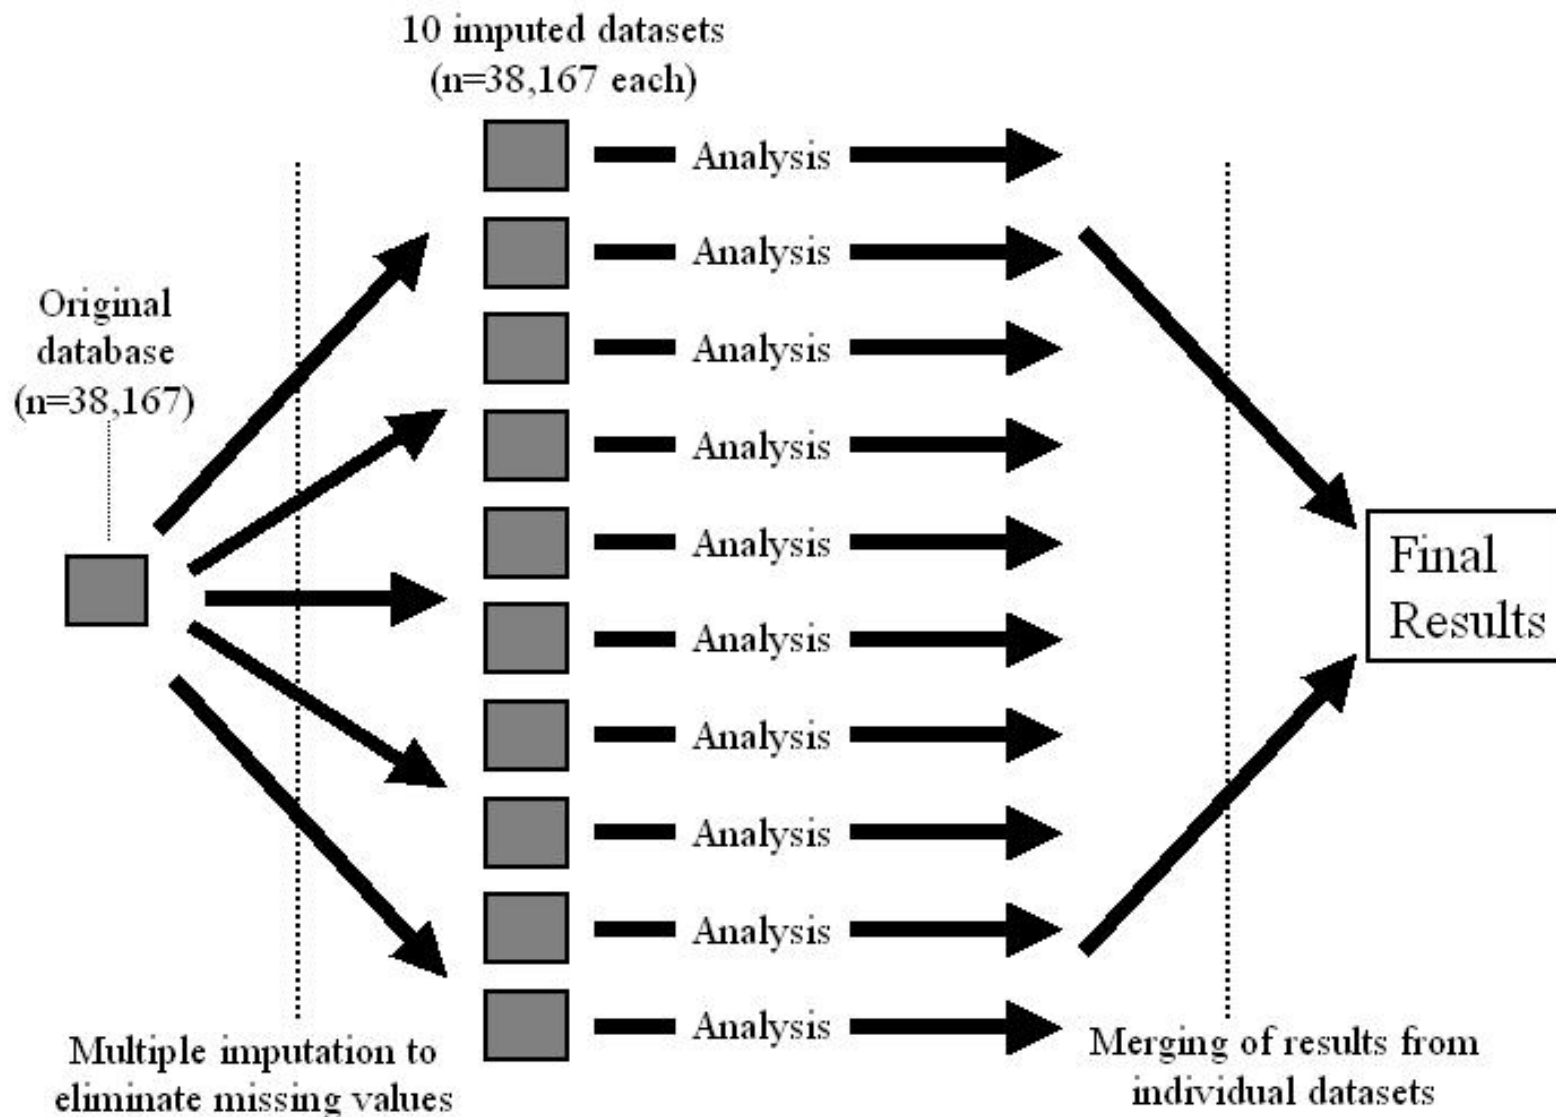 10 imputed datasets
(n=38,167 each)
Original
database
(n=38,167)
Analysis
Analysis
Analysis
Analysis
Analysis
Analysis
Analysis
Analysis
Analysis
Analysis
Final
Results
Multiple imputation to
eliminate missing values
Merging of results from
individual datasets